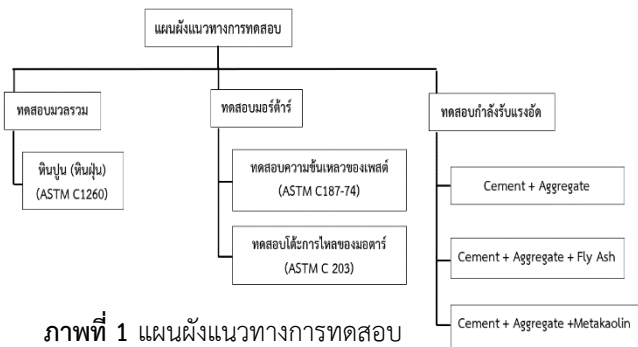 แผนผังแนวทางการทดสอบ
ทดสอบมวลรวม
หินปูน (หินฝุ่น)
(ASTM C1260)
ทดสอบมอร์ต้าร์
ทดสอบความข้นเหลวของเพสต์
(ASTM C187-74)
ทดสอบโต๊ะการไหลของมอตาร์
(ASTM C 203)
ทดสอบกำลังรับแรงอัด
Cement + Aggregate
Cement + Aggregate + Fly Ash
Cement + Aggregate +Metakaolin
ภาพที่ 1 แผนผังแนวทางการทดสอบ